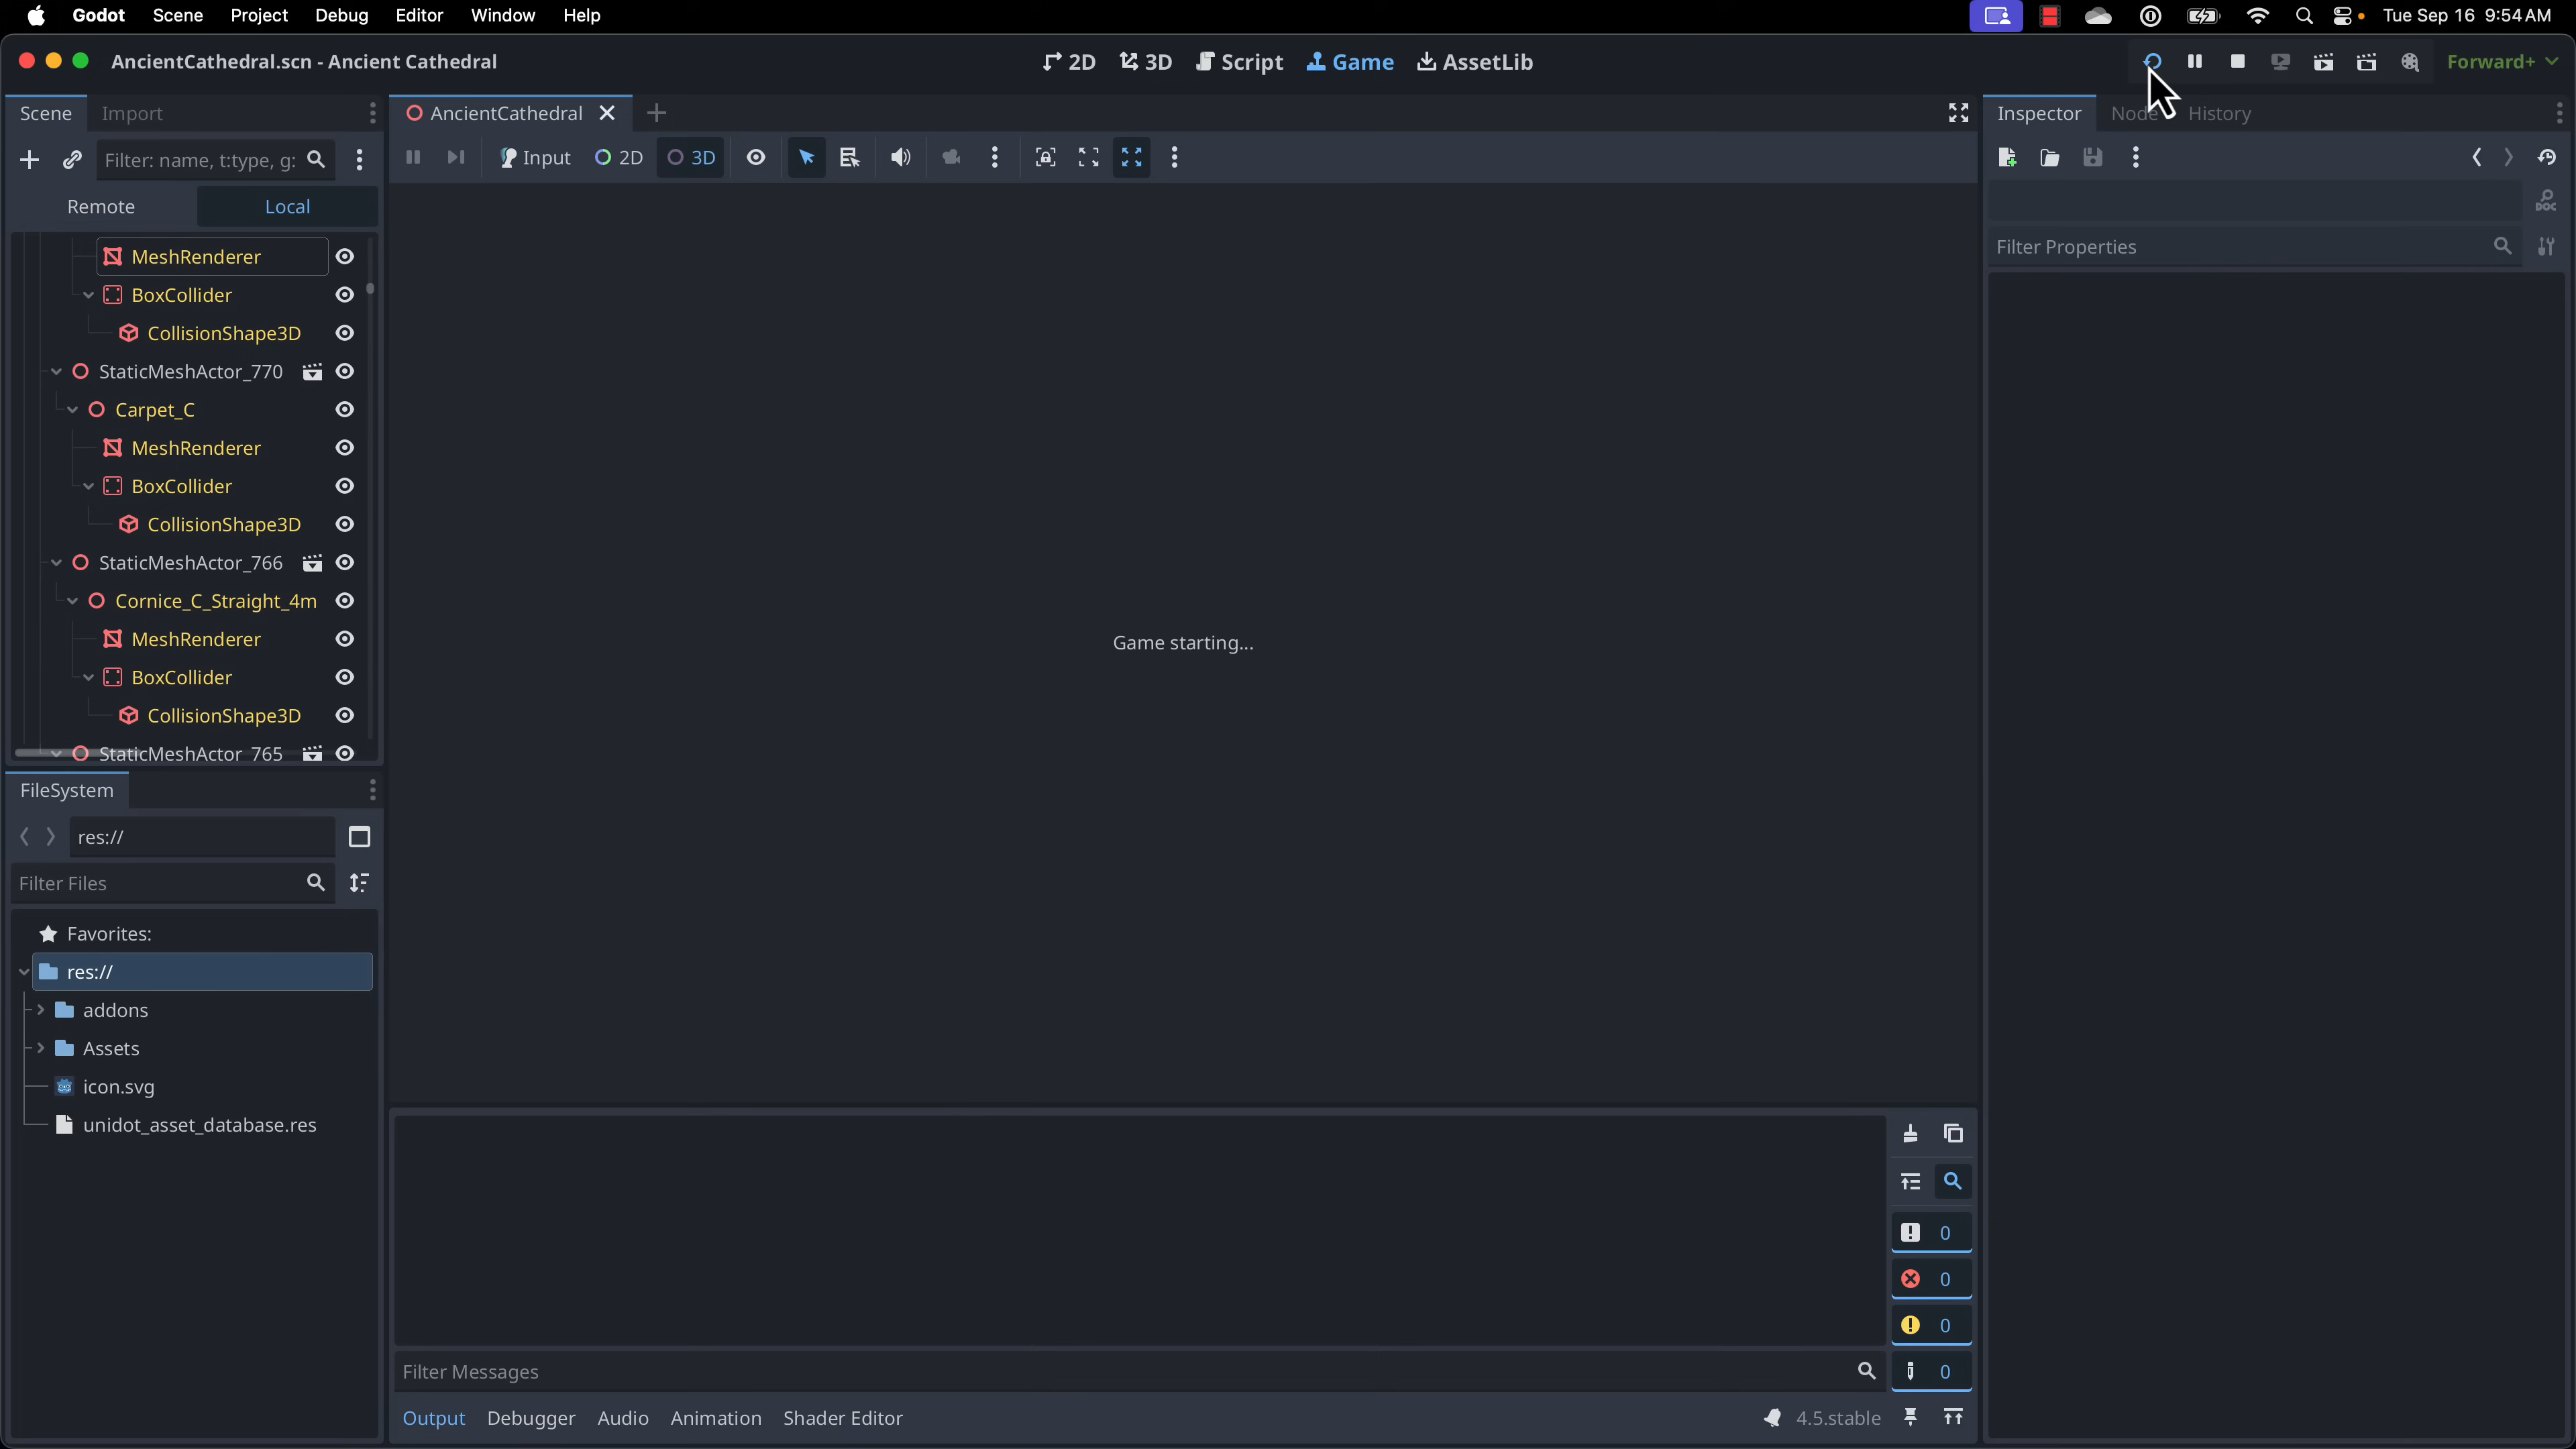 Godot Scene Project Debug Editor Window Help Tue Sep 16 9:54 AM
AncientCathedral.scn - Ancient Cathedral 2D 3D Script Game AssetLib Forward+
Scene Import AncientCathedral Inspector Node History
Filter: name, t:type, g: Input 2D 3D
DOC
Remote Local
Filter Properties
MeshRenderer
BoxCollider
CollisionShape3D
StaticMeshActor_770
Carpet_C
MeshRenderer
BoxCollider
CollisionShape3D
StaticMeshActor_766
Cornice_C_Straight_4m
MeshRenderer
BoxCollider
CollisionShape3D
StaticMeshActor_765
Game starting...
FileSystem
res://
Filter Files
Favorites:
res://
addons
Assets
icon.svg
unidot_asset_database.res
0
0
0
0
Filter Messages
Output Debugger Audio Animation Shader Editor 4.5.stable